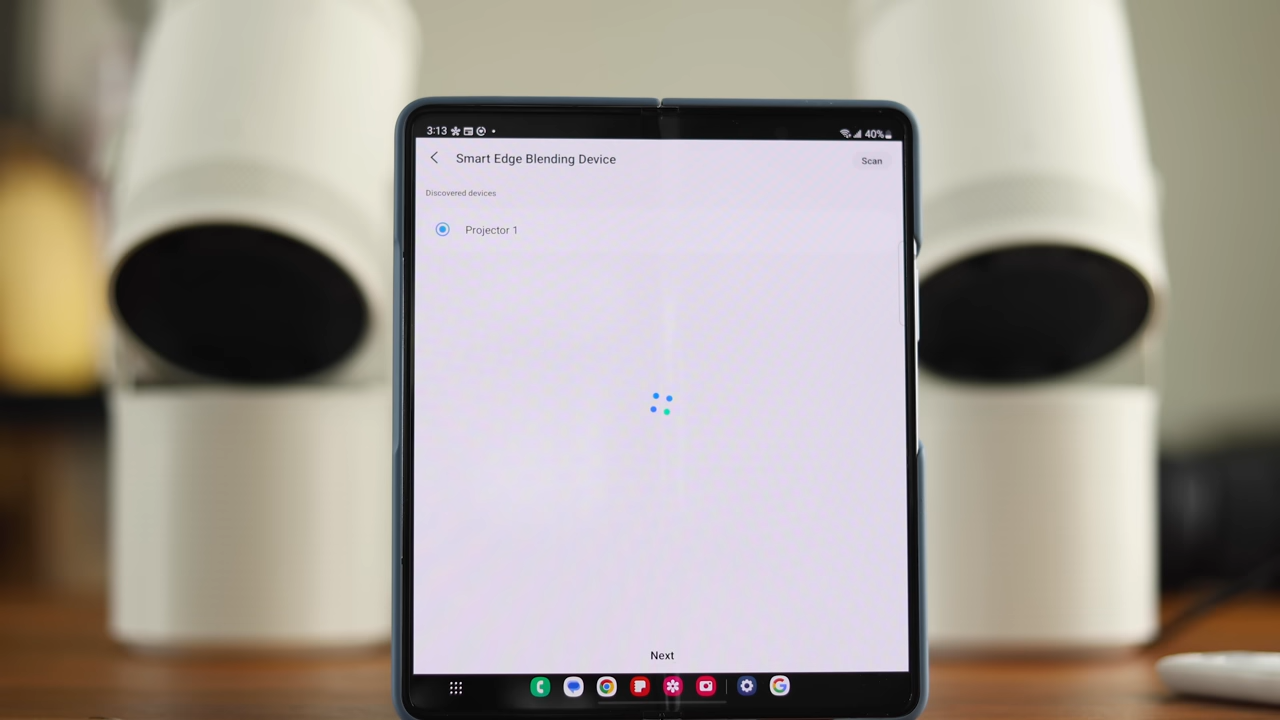 3:13 40%
Smart Edge Blending Device Scan
Discovered devices
Projector 1
Next